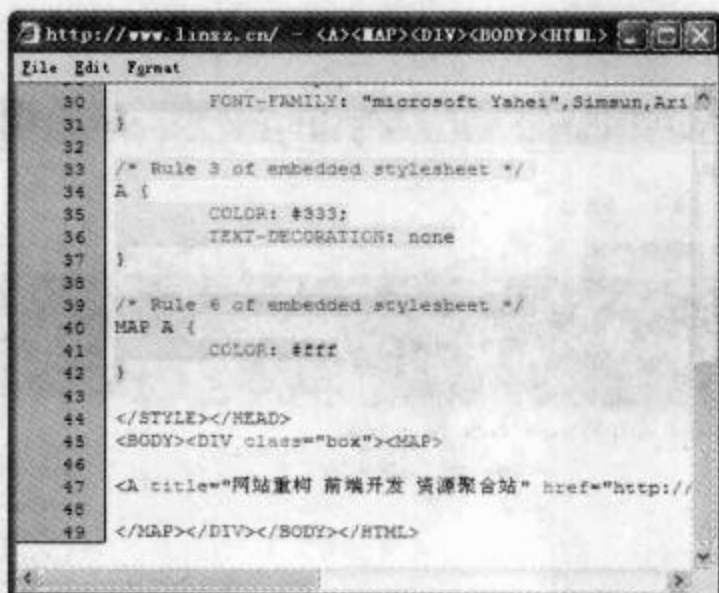 http://www.linxz.cn/ - <A><MAP><DIV><BODY><HTML>
File Edit Format
30 FONT-FAMILY: "microsoft Yahei",Simsun,Ari
31 }
32
33 /* Rule 3 of embedded stylesheet */
34 A {
35 COLOR: #333;
36 TEXT-DECORATION: none
37 }
38
39 /* Rule 6 of embedded stylesheet */
40 MAP A {
41 COLOR: #fff
42 }
43
44 </STYLE></HEAD>
45 <BODY><DIV class="box"><MAP>
46
47 <A title="网站重构 前端开发 资源聚合站" href="http://
48
49 </MAP></DIV></BODY></HTML>